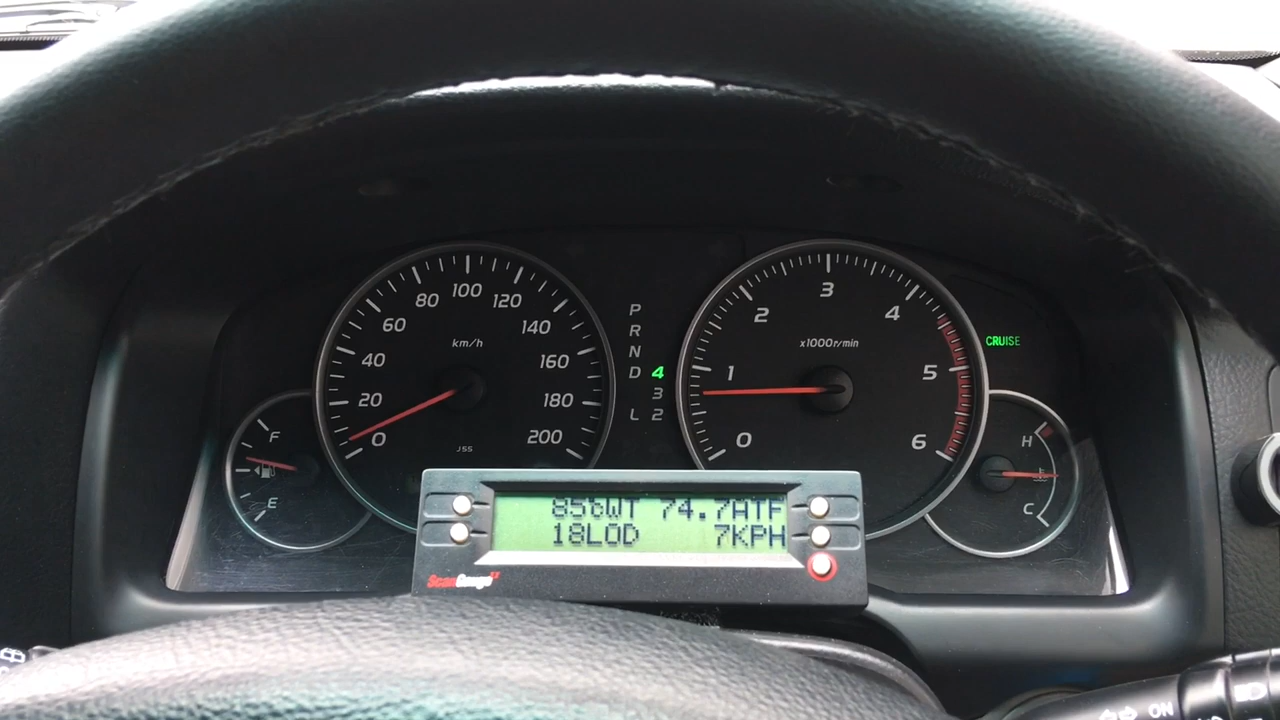 100
80 120
60 140
40 160
20 180
0 200
km/h
J55
P
R
N
D 4
3
L 2
3
2 4
1 5
0 6
x1000r/min
CRUISE
F
E
H
C
74.7ATF
18LOD 7KPH
ScanGauge II
ON